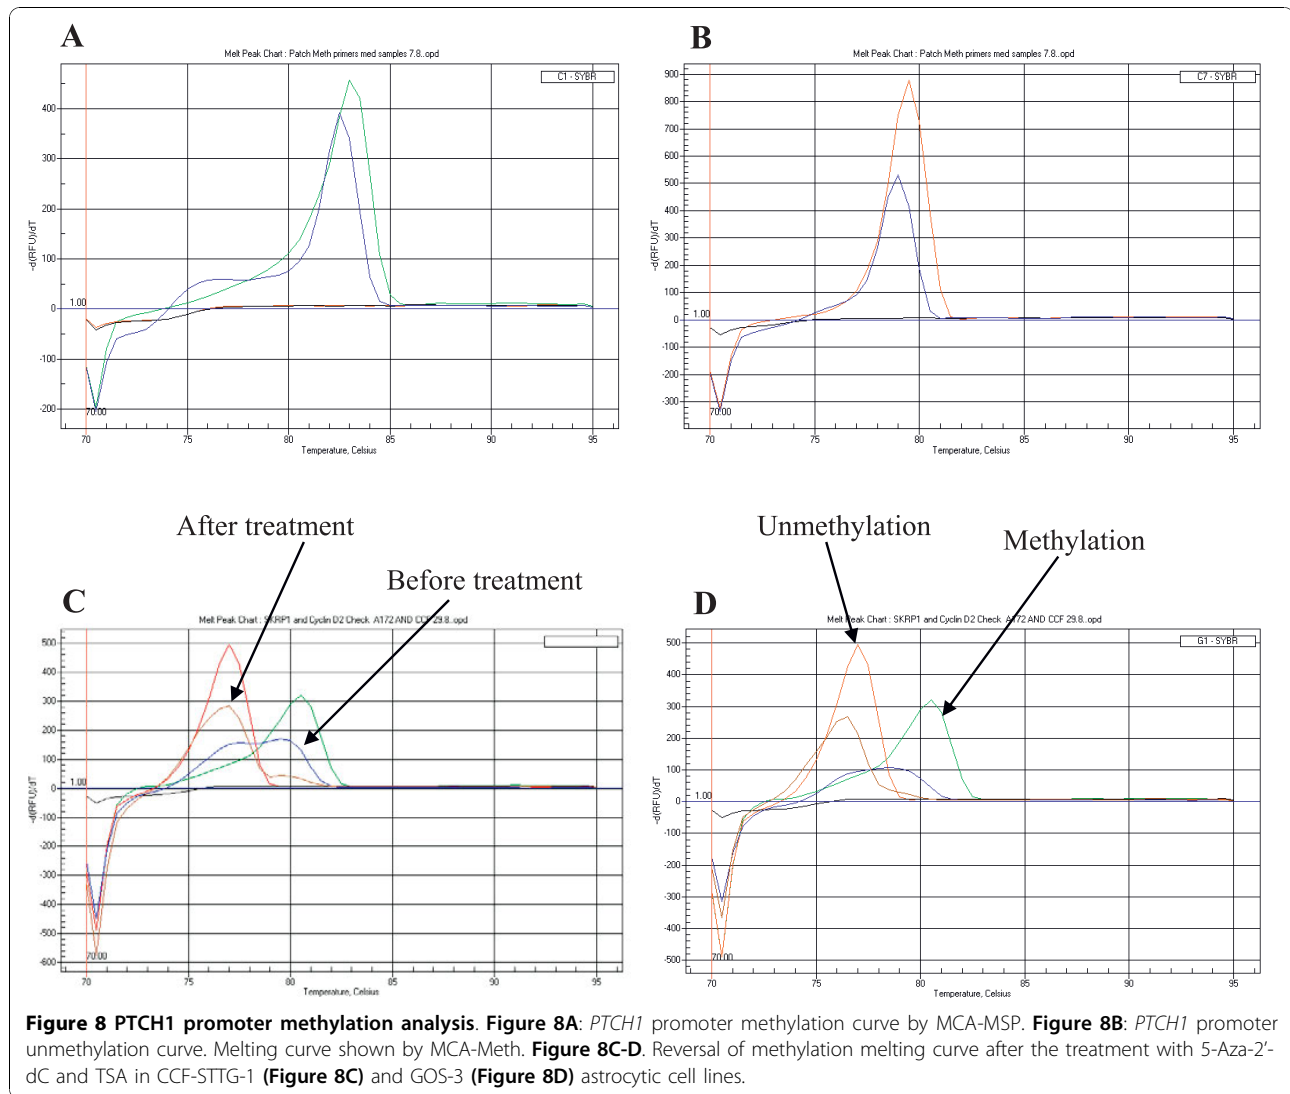 A
Melt Peak Chart : Patch Meth primers med samples 7.8..opd
C1 - SYBR
400
300
200
100
0
-100
-200
-d(RFU)/dT
1.00
70.00
70 75 80 85 90 95
Temperature, Celsius
B
Melt Peak Chart : Patch Meth primers med samples 7.8..opd
C7 - SYBR
900
800
700
600
500
400
300
200
100
0
-100
-200
-300
-d(RFU)/dT
1.00
70.00
70 75 80 85 90 95
Temperature, Celsius
After treatment
Before treatment
C
Melt Peak Chart : SKRP1 and Cyclin D2 Check A172 AND CCF 29.8..opd
500
400
300
200
100
0
-100
-200
-300
-400
-500
-600
-d(RFU)/dT
1.00
70.00
70 75 80 85 90 95
Temperature, Celsius
Unmethylation
Methylation
D
Melt Peak Chart : SKRP1 and Cyclin D2 Check A172 AND CCF 29.8..opd
G1 - SYBR
500
400
300
200
100
0
-100
-200
-300
-400
-500
-d(RFU)/dT
1.00
70.00
70 75 80 85 90 95
Temperature, Celsius
Figure 8 PTCH1 promoter methylation analysis. Figure 8A: PTCH1 promoter methylation curve by MCA-MSP. Figure 8B: PTCH1 promoter
unmethylation curve. Melting curve shown by MCA-Meth. Figure 8C-D. Reversal of methylation melting curve after the treatment with 5-Aza-2'-
dC and TSA in CCF-STTG-1 (Figure 8C) and GOS-3 (Figure 8D) astrocytic cell lines.